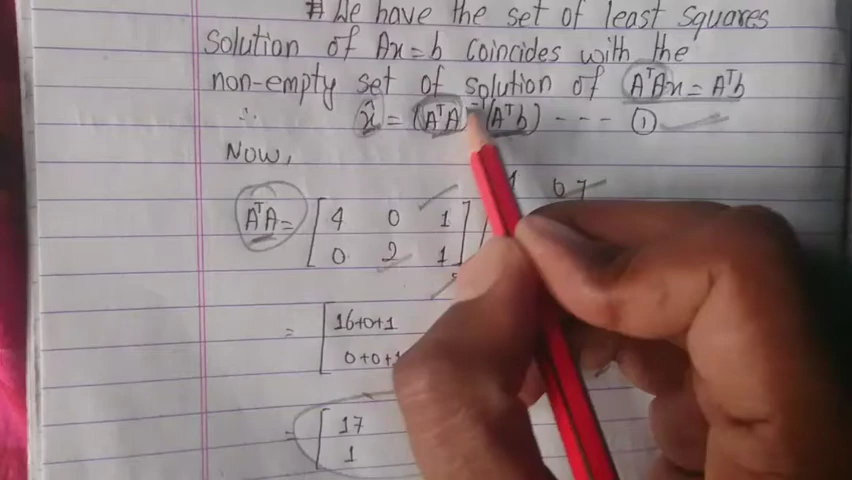 # We have the set of least squares
solution of Ax=b coincides with the
non-empty set of solution of AᵀAx = Aᵀb
∴ x̂ = (AᵀA)⁻¹(Aᵀb) - - - ①
Now,
AᵀA = [4 0 1
0 2 1]
= [16+0+1
0+0+1
= [17
1